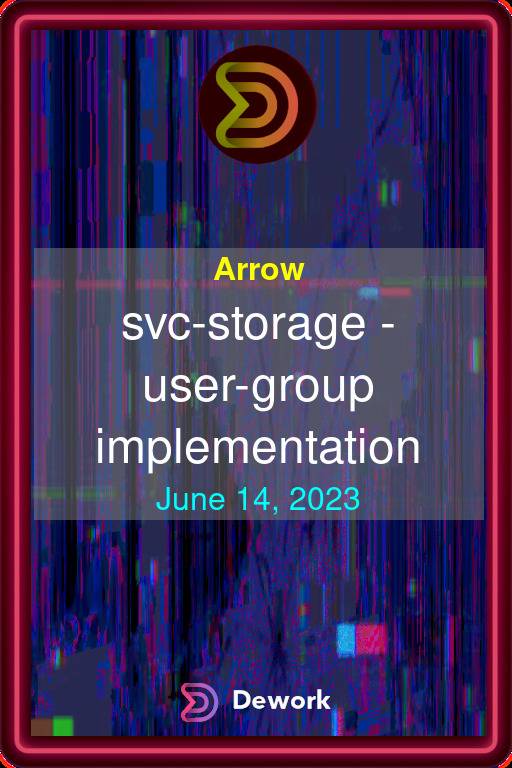 Arrow
svc-storage -
user-group
implementation
June 14, 2023
Dework